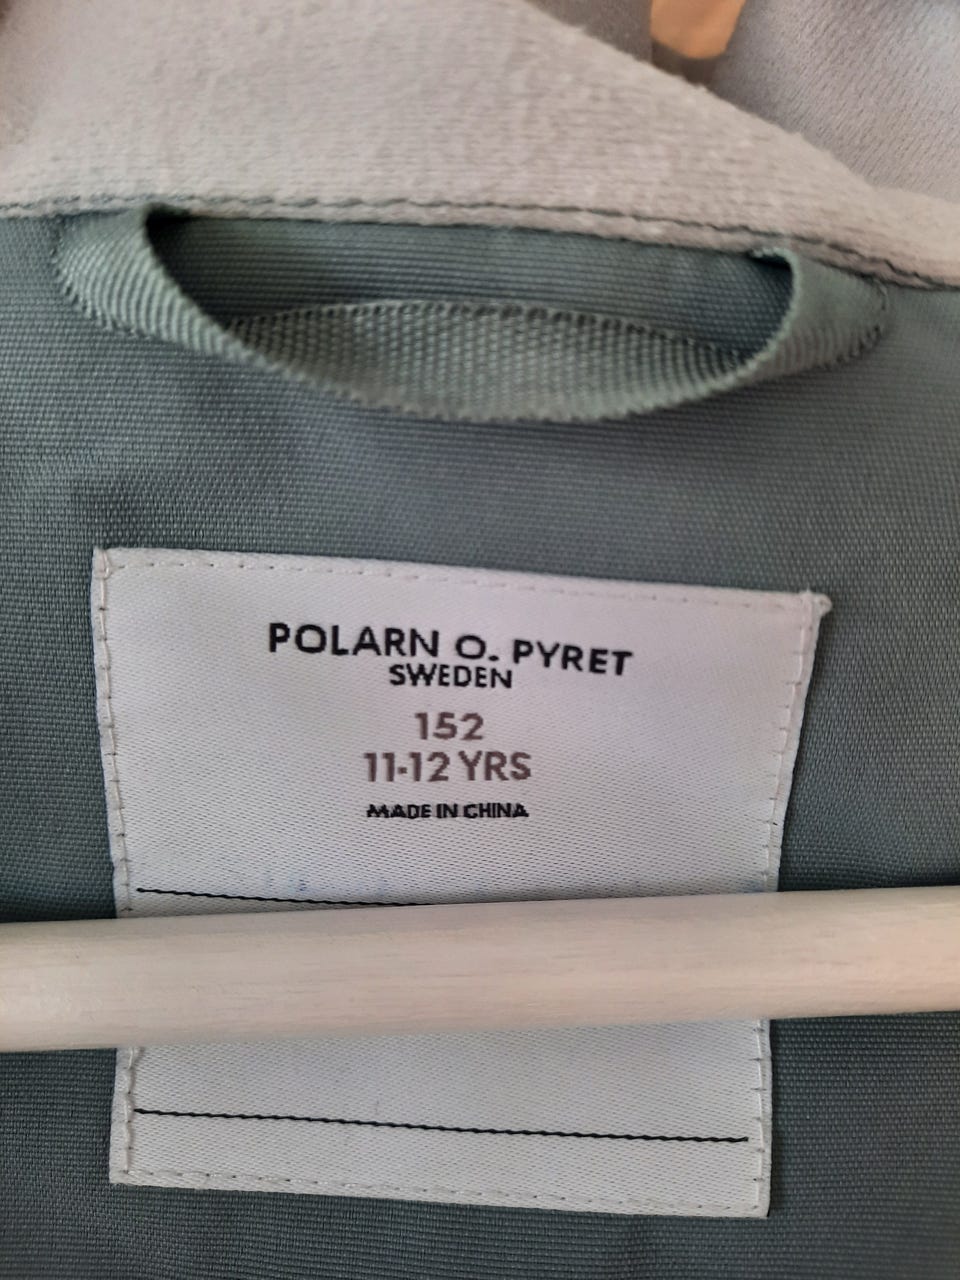 POLARN O. PYRET
SWEDEN
152
11-12 YRS
MADE IN CHINA